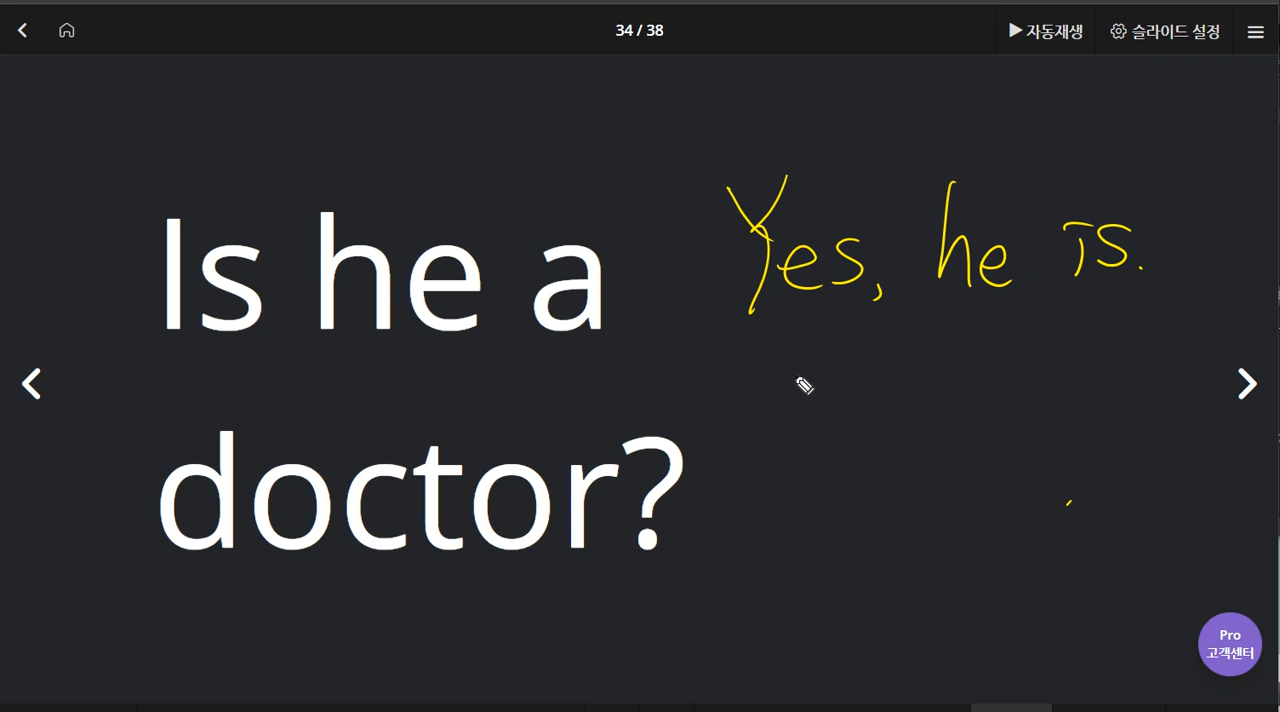 34 / 38
▶ 자동재생
슬라이드 설정
Is he a
doctor?
Yes, he is.
Pro
고객센터